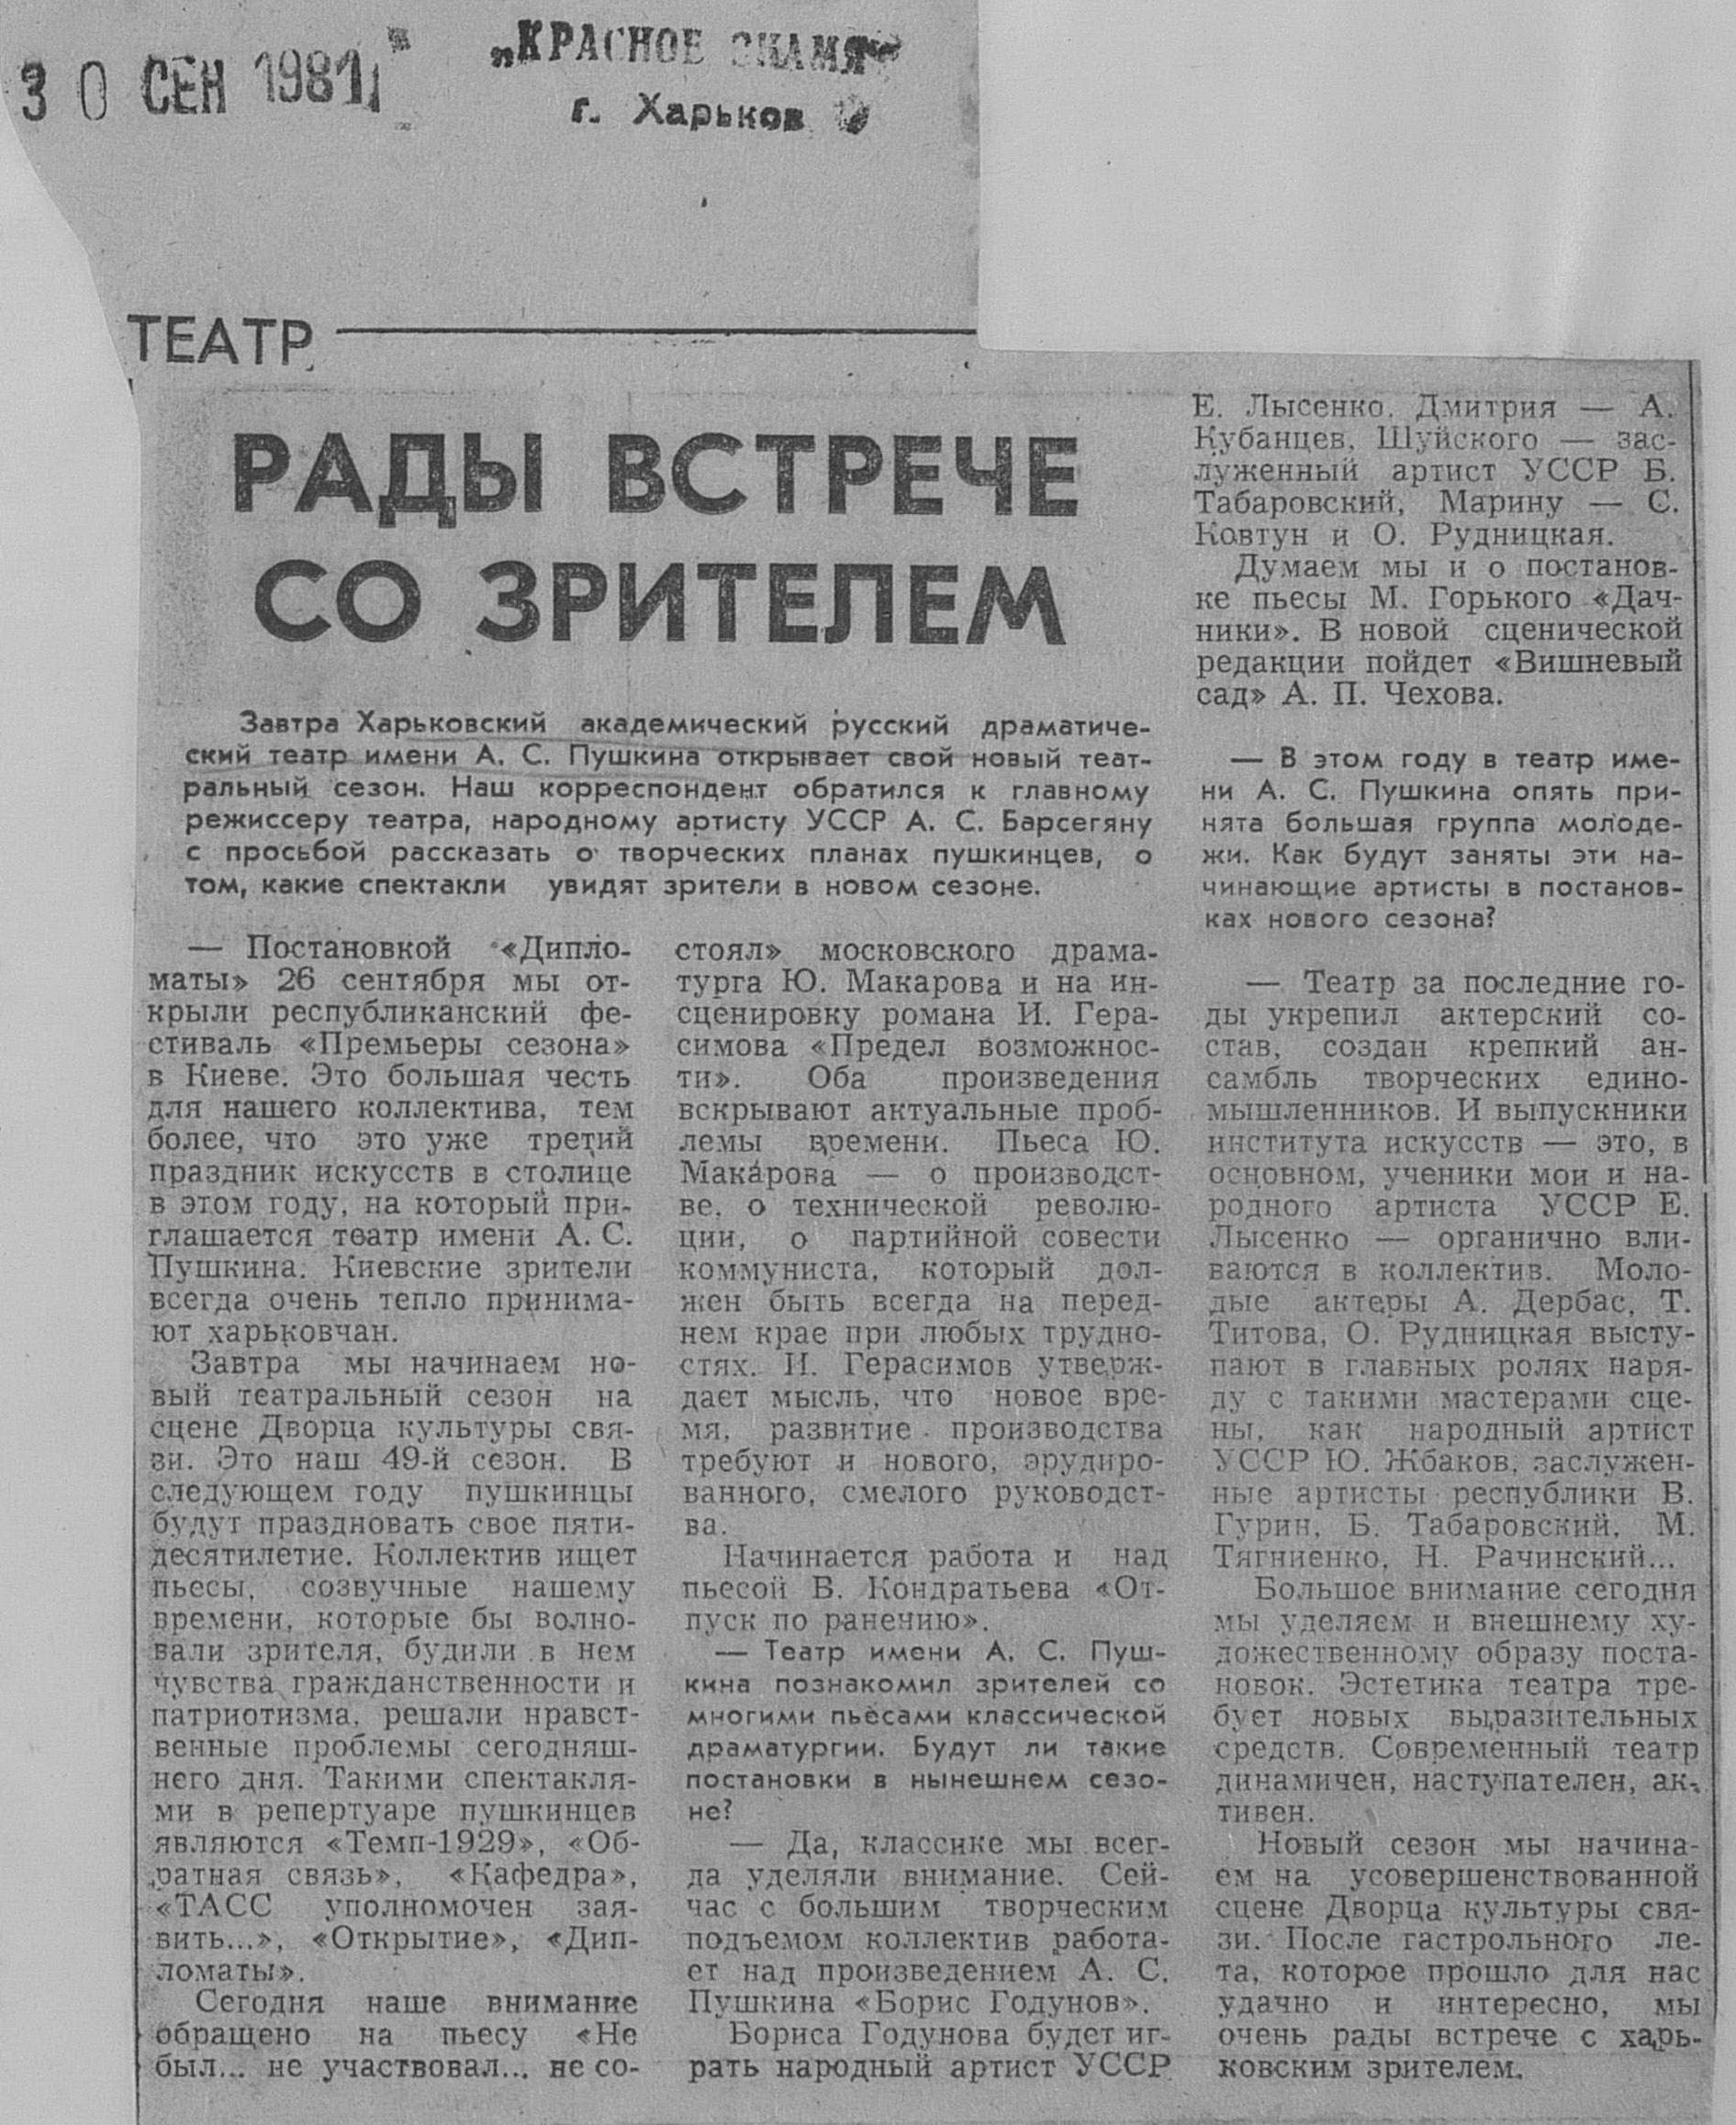 30 СЕН 1981
„КРАСНОЕ ЗНАМЯ"
г. Харьков
ТЕАТР
РАДЫ ВСТРЕЧЕ
СО ЗРИТЕЛЕМ
Завтра Харьковский академический русский драматиче-
ский театр имени А. С. Пушкина открывает свой новый теат-
ральный сезон. Наш корреспондент обратился к главному
режиссеру театра, народному артисту УССР А. С. Барсегяну
с просьбой рассказать о творческих планах пушкинцев, о
том, какие спектакли увидят зрители в новом сезоне.
— Постановкой «Дипло-
маты» 26 сентября мы от-
крыли республиканский фе-
стиваль «Премьеры сезона»
в Киеве. Это большая честь
для нашего коллектива, тем
более, что это уже третий
праздник искусств в столице
в этом году, на который при-
глашается театр имени А. С.
Пушкина. Киевские зрители
всегда очень тепло принима-
ют харьковчан.
Завтра мы начинаем но-
вый театральный сезон на
сцене Дворца культуры свя-
зи. Это наш 49-й сезон. В
следующем году пушкинцы
будут праздновать свое пяти-
десятилетие. Коллектив ищет
пьесы, созвучные нашему
времени, которые бы волно-
вали зрителя, будили в нем
чувства гражданственности и
патриотизма, решали нравст-
венные проблемы сегодняш-
него дня. Такими спектакля-
ми в репертуаре пушкинцев
являются «Темп-1929», «Об-
ратная связь», «Кафедра»,
«ТАСС уполномочен зая-
вить...», «Открытие», «Дип-
ломаты».
Сегодня наше внимание
обращено на пьесу «Не
был... не участвовал... не со-
стоял» московского драма-
турга Ю. Макарова и на ин-
сценировку романа И. Гера-
симова «Предел возможнос-
ти». Оба произведения
вскрывают актуальные проб-
лемы времени. Пьеса Ю.
Макарова — о производст-
ве, о технической револю-
ции, о партийной совести
коммуниста, который дол-
жен быть всегда на перед-
нем крае при любых трудно-
стях. И. Герасимов утверж-
дает мысль, что новое вре-
мя, развитие производства
требуют и нового, эрудиро-
ванного, смелого руководст-
ва.
Начинается работа и над
пьесой В. Кондратьева «От-
пуск по ранению».
— Театр имени А. С. Пуш-
кина познакомил зрителей со
многими пьесами классической
драматургии. Будут ли такие
постановки в нынешнем сезо-
не?
— Да, классике мы всег-
да уделяли внимание. Сей-
час с большим творческим
подъемом коллектив работа-
ет над произведением А. С.
Пушкина «Борис Годунов».
Бориса Годунова будет иг-
рать народный артист УССР
Е. Лысенко. Дмитрия — А.
Кубанцев, Шуйского — зас-
луженный артист УССР Б.
Табаровский, Марину — С.
Ковтун и О. Рудницкая.
Думаем мы и о постанов-
ке пьесы М. Горького «Дач-
ники». В новой сценической
редакции пойдет «Вишневый
сад» А. П. Чехова.
— В этом году в театр име-
ни А. С. Пушкина опять при-
нята большая группа молоде-
жи. Как будут заняты эти на-
чинающие артисты в постанов-
ках нового сезона?
— Театр за последние го-
ды укрепил актерский со-
став, создан крепкий ан-
самбль творческих едино-
мышленников. И выпускники
института искусств — это, в
основном, ученики мои и на-
родного артиста УССР Е.
Лысенко — органично вли-
ваются в коллектив. Моло-
дые актеры А. Дербас, Т.
Титова, О. Рудницкая высту-
пают в главных ролях наря-
ду с такими мастерами сце-
ны, как народный артист
УССР Ю. Жбаков, заслужен-
ные артисты республики В.
Гурин, Б. Табаровский, М.
Тягниенко, Н. Рачинский...
Большое внимание сегодня
мы уделяем и внешнему ху-
дожественному образу поста-
новок. Эстетика театра тре-
бует новых выразительных
средств. Современный театр
динамичен, наступателен, ак-
тивен.
Новый сезон мы начина-
ем на усовершенствованной
сцене Дворца культуры свя-
зи. После гастрольного ле-
та, которое прошло для нас
удачно и интересно, мы
очень рады встрече с харь-
ковским зрителем.